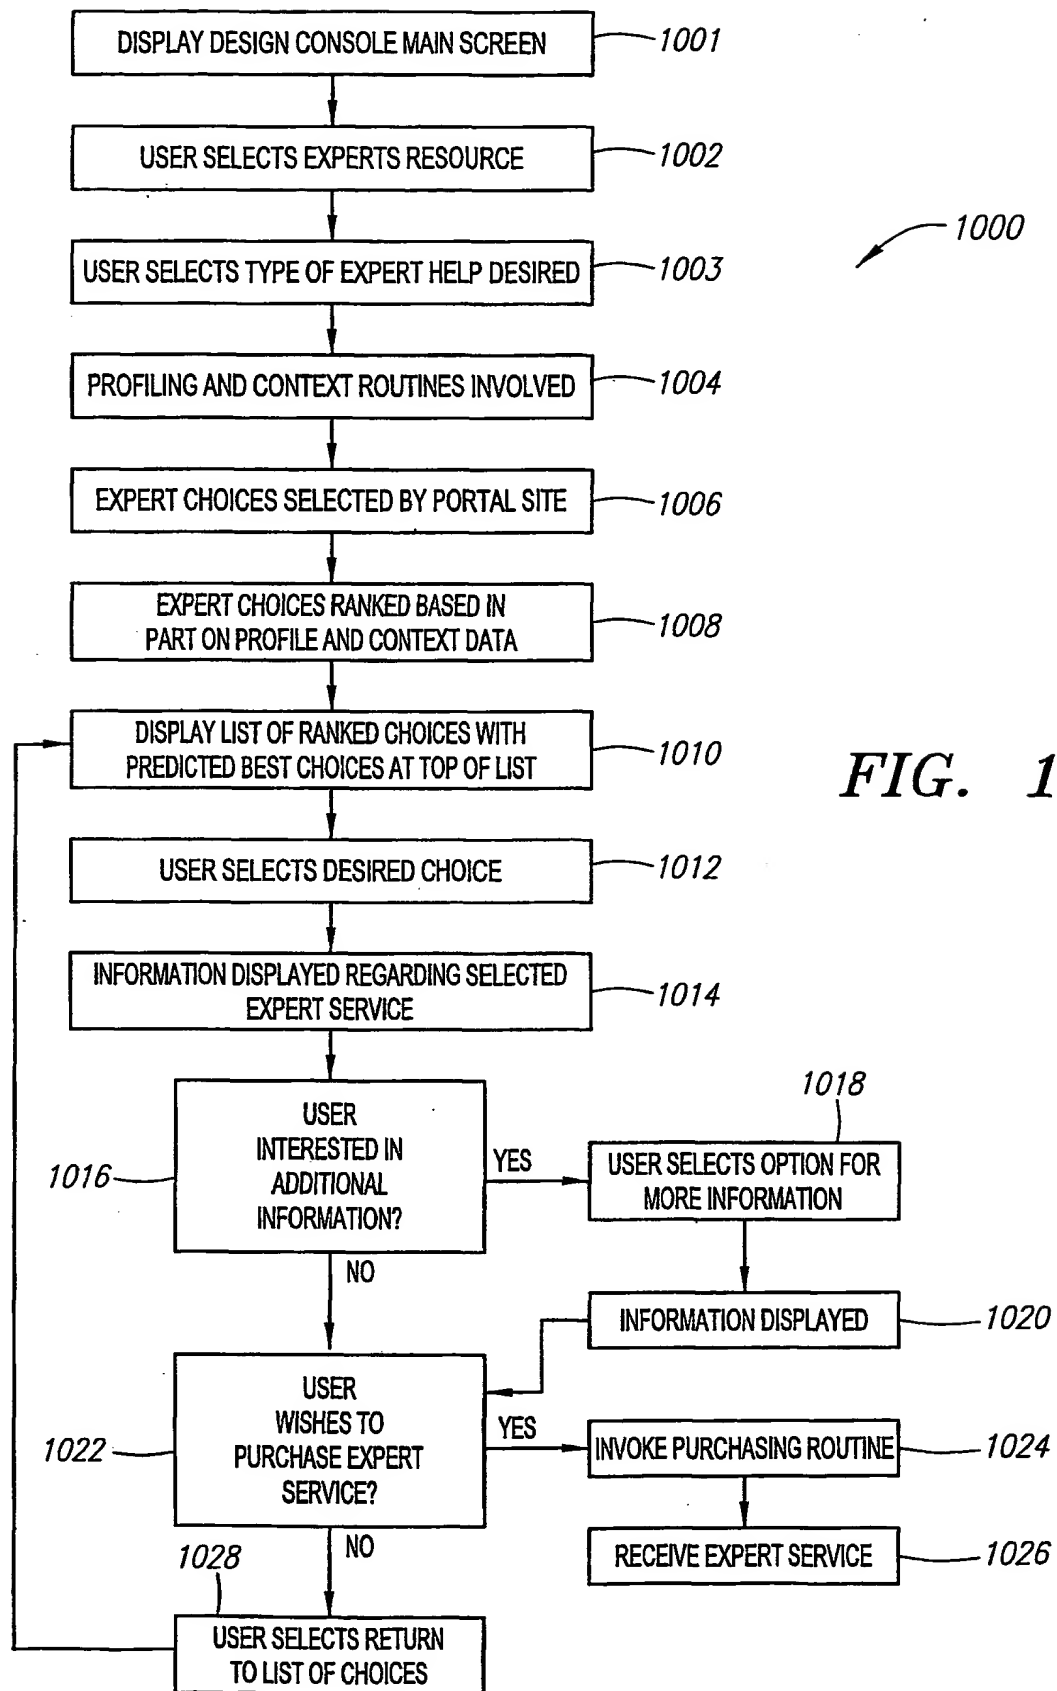 DISPLAY DESIGN CONSOLE MAIN SCREEN
1001
USER SELECTS EXPERTS RESOURCE
1002
1000
USER SELECTS TYPE OF EXPERT HELP DESIRED
1003
PROFILING AND CONTEXT ROUTINES INVOLVED
1004
EXPERT CHOICES SELECTED BY PORTAL SITE
1006
EXPERT CHOICES RANKED BASED IN
PART ON PROFILE AND CONTEXT DATA
1008
DISPLAY LIST OF RANKED CHOICES WITH
PREDICTED BEST CHOICES AT TOP OF LIST
1010
FIG. 1
USER SELECTS DESIRED CHOICE
1012
INFORMATION DISPLAYED REGARDING SELECTED
EXPERT SERVICE
1014
USER
INTERESTED IN
ADDITIONAL
INFORMATION?
1016
YES
1018
USER SELECTS OPTION FOR
MORE INFORMATION
NO
INFORMATION DISPLAYED
1020
USER
WISHES TO
PURCHASE EXPERT
SERVICE?
1022
YES
INVOKE PURCHASING ROUTINE
1024
NO
RECEIVE EXPERT SERVICE
1026
1028
USER SELECTS RETURN
TO LIST OF CHOICES